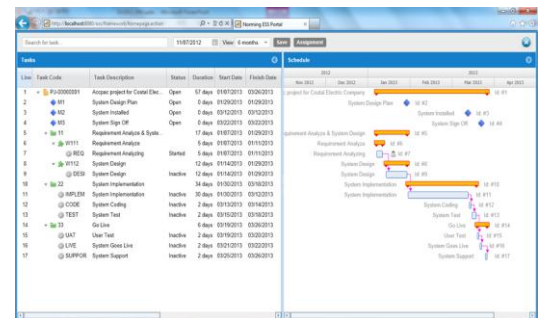 Norming ESS Portal
Search for task
11/07/2012
View
6 months
Save
Assignment
Tasks
Schedule
Line Task Code Task Description Status Duration Start Date Finish Date
2012 2013
Nov 2012 Dec 2012 Jan 2013 Feb 2013 Mar 2013 Apr 2013
1 PJ-00000001 Accpac project for Costal Elec... Open 57 days 01/07/2013 03/26/2013
project for Costal Electric Company Id: #1
2 M1 System Design Plan Open 0 days 01/29/2013 01/29/2013
System Design Plan Id: #2
3 M2 System Installed Open 0 days 03/12/2013 03/12/2013
System Installed Id: #3
4 M3 System Sign Off Open 0 days 03/22/2013 03/22/2013
System Sign Off Id: #4
5 11 Requirement Analyze & Syste... 17 days 01/07/2013 01/29/2013
equirement Analyze & System Design Id: #5
6 W111 Requirement Analyze 5 days 01/07/2013 01/11/2013
Requirement Analyze Id: #6
7 REQ Requirement Analyzing Started 5 days 01/07/2013 01/11/2013
Requirement Analyzing Id: #7
8 W112 System Design 12 days 01/14/2013 01/29/2013
System Design Id: #8
9 DESI System Design Inactive 12 days 01/14/2013 01/29/2013
System Design Id: #9
10 22 System Implementation 34 days 01/30/2013 03/18/2013
System Implementation Id: #10
11 IMPLEM System Implementation Inactive 30 days 01/30/2013 03/12/2013
System Implementation Id: #11
12 CODE System Coding Inactive 2 days 03/13/2013 03/14/2013
System Coding Id: #12
13 TEST System Test Inactive 2 days 03/15/2013 03/18/2013
System Test Id: #13
14 33 Go Live 6 days 03/19/2013 03/26/2013
Go Live Id: #14
15 UAT User Test Inactive 2 days 03/19/2013 03/20/2013
User Test Id: #15
16 LIVE System Goes Live Inactive 2 days 03/21/2013 03/22/2013
System Goes Live Id: #16
17 SUPPOR System Support Inactive 2 days 03/25/2013 03/26/2013
System Support Id: #17